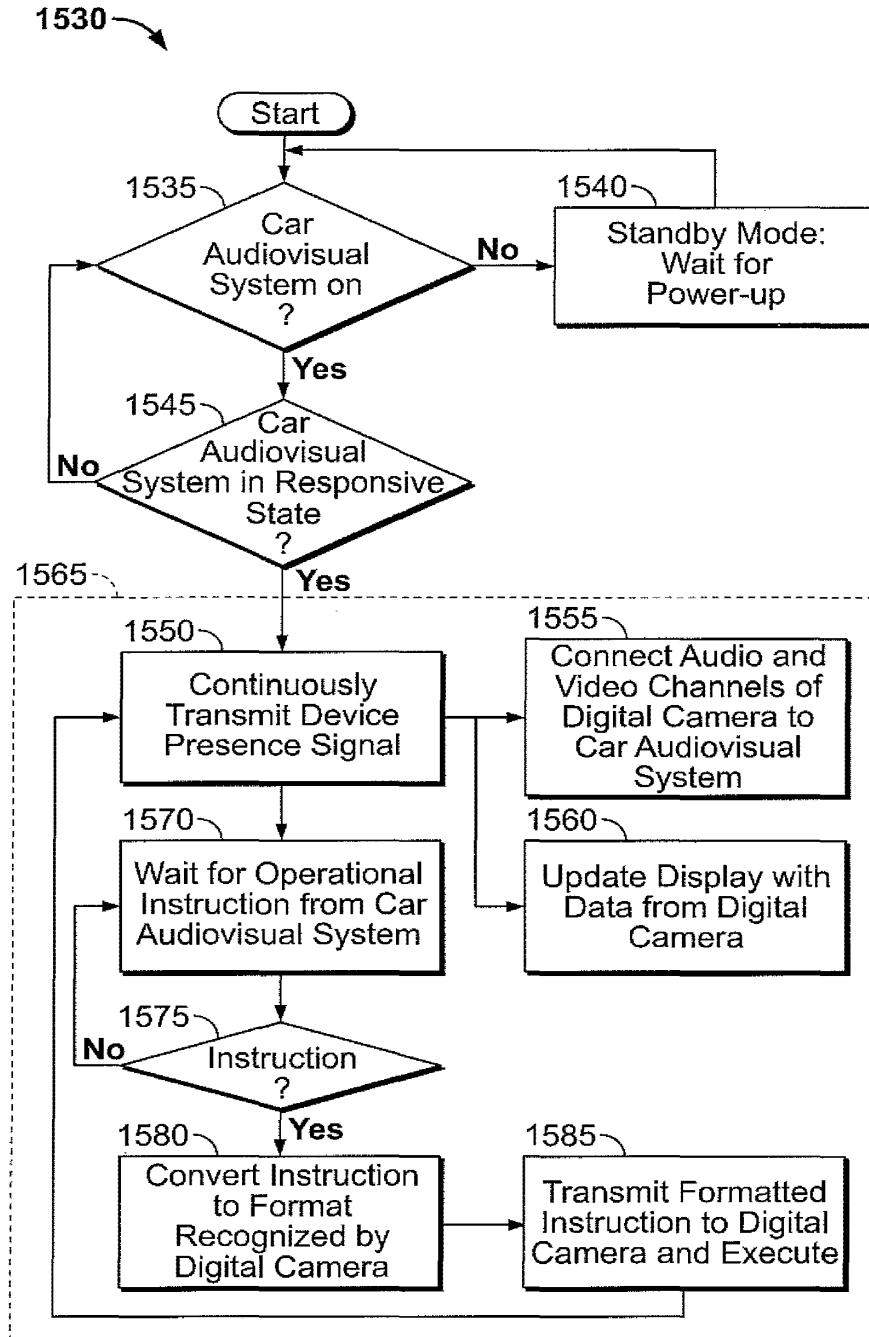 1530
Start
1535
Car
Audiovisual
System on
?
No
1540
Standby Mode:
Wait for
Power-up
Yes
1545
Car
Audiovisual
System in Responsive
State
?
No
Yes
1565
1550
Continuously
Transmit Device
Presence Signal
1555
Connect Audio and
Video Channels of
Digital Camera to
Car Audiovisual
System
1570
Wait for Operational
Instruction from Car
Audiovisual System
1560
Update Display with
Data from Digital
Camera
1575
Instruction
?
No
Yes
1580
Convert Instruction
to Format
Recognized by
Digital Camera
1585
Transmit Formatted
Instruction to Digital
Camera and Execute